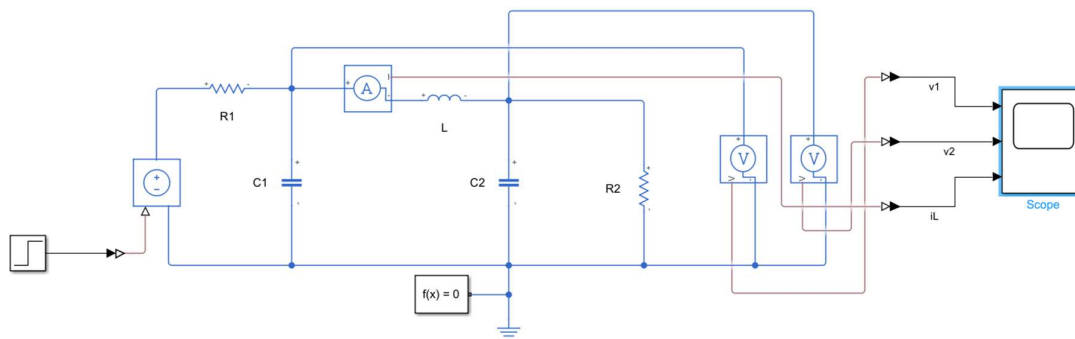 R1
A
L
C1
C2
R2
V
V
V
V
I
v1
v2
iL
Scope
f(x) = 0